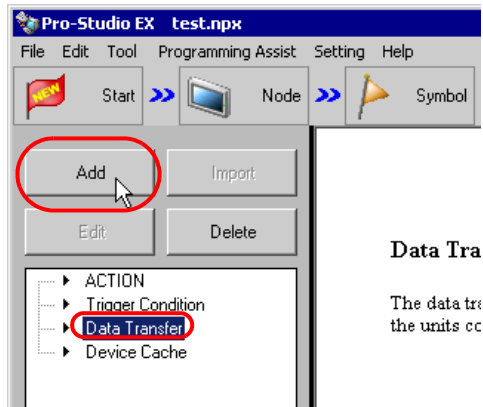 Pro-Studio EX test.npx
File Edit Tool Programming Assist Setting Help
NEW Start Node Symbol
Add Import
Edit Delete
ACTION
Trigger Condition
Data Transfer
Device Cache
Data Tra
The data tra
the units co